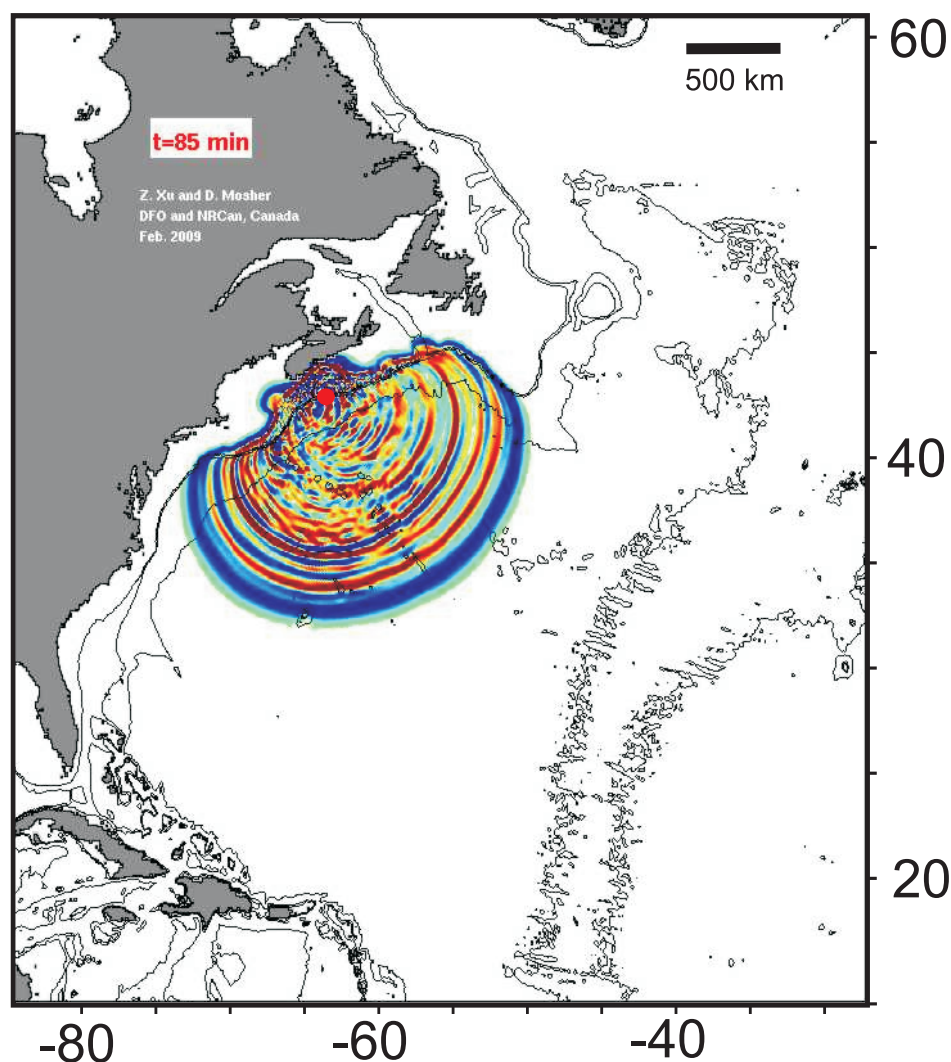 60
500 km
t=85 min
Z. Xu and D. Mosher
DFO and NRCan, Canada
Feb. 2009
40
20
-80
-60
-40